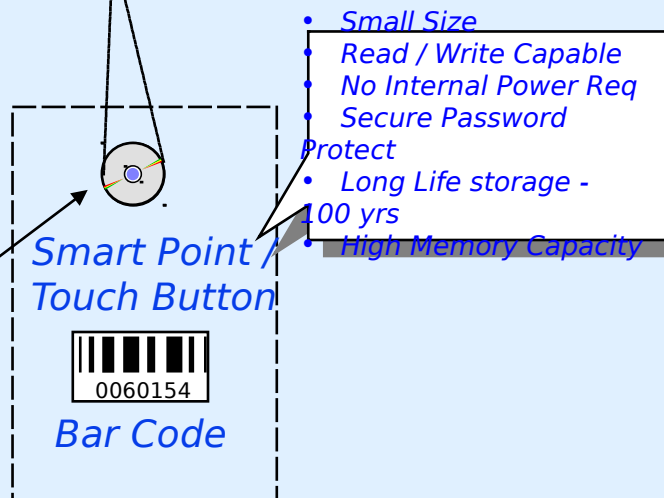 • Small Size
• Read / Write Capable
• No Internal Power Req
• Secure Password
Protect
• Long Life storage -
100 yrs
• High Memory Capacity
Smart Point /
Touch Button
0060154
Bar Code